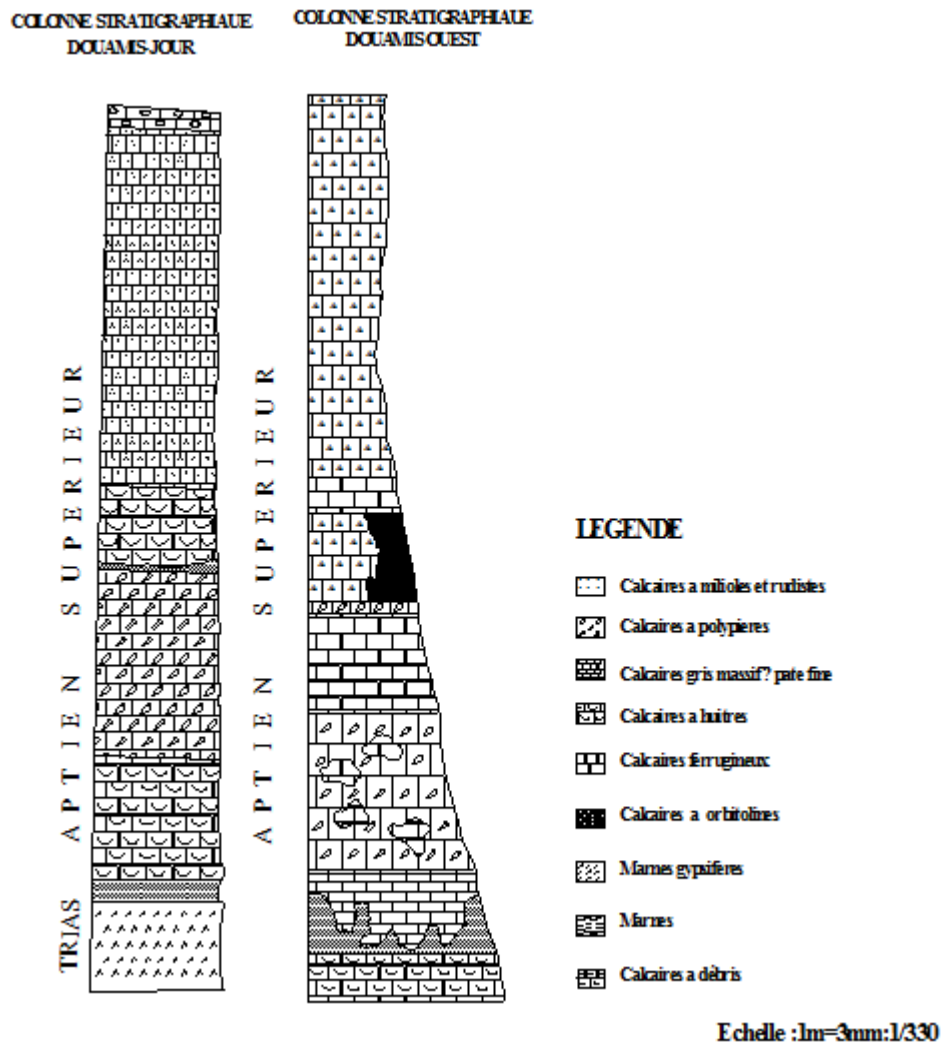 COLONNE STRATIGRAPHIAUE
DOUAMIS-JOUR
COLONNE STRATIGRAPHIAUE
DOUAMIS OUEST
APTIEN SUPERIEUR
TRIAS
APTIEN SUPERIEUR
LEGENDE
Calcaires a milioles et rudistes
Calcaires a polypieres
Calcaires gris massif? pate fine
Calcaires a huitres
Calcaires ferrugineux
Calcaires a orbitolines
Marnes gypsifères
Marnes
Calcaires a débris
Echelle :1m=3mm:1/330